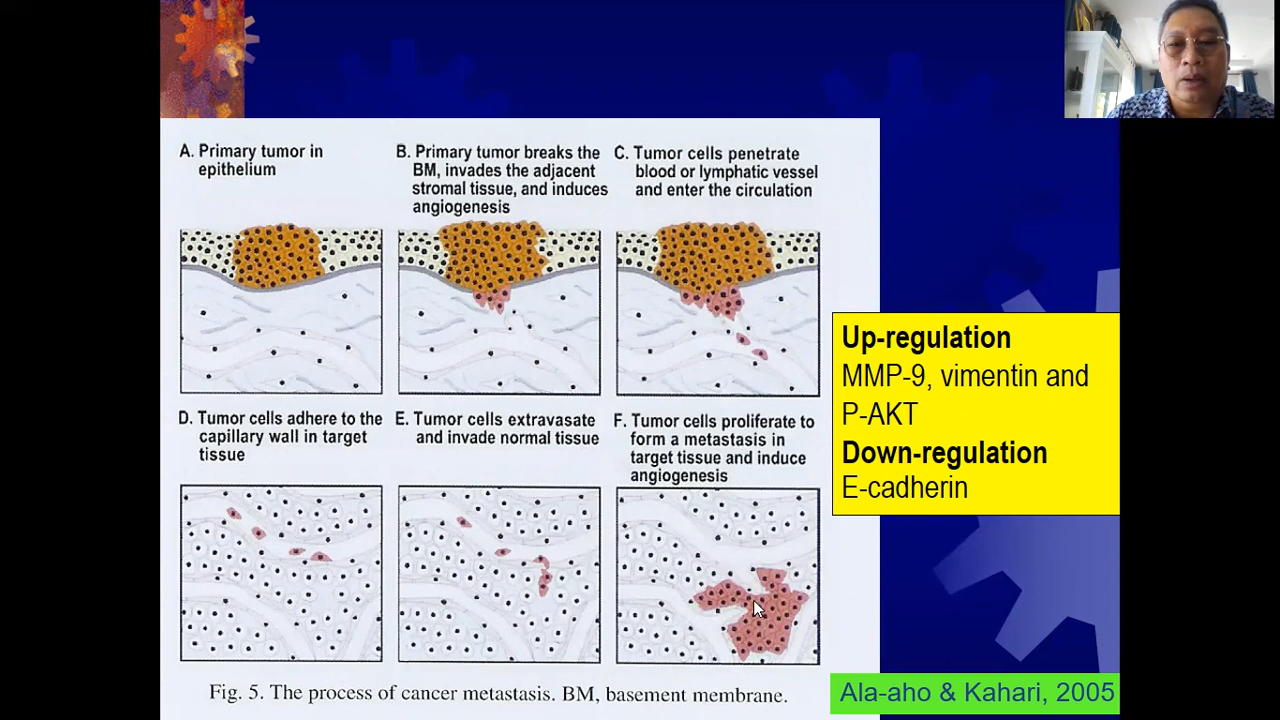 A. Primary tumor in
epithelium
B. Primary tumor breaks the
BM, invades the adjacent
stromal tissue, and induces
angiogenesis
C. Tumor cells penetrate
blood or lymphatic vessel
and enter the circulation
D. Tumor cells adhere to the
capillary wall in target
tissue
E. Tumor cells extravasate
and invade normal tissue
F. Tumor cells proliferate to
form a metastasis in
target tissue and induce
angiogenesis
Fig. 5. The process of cancer metastasis. BM, basement membrane.
Up-regulation
MMP-9, vimentin and
P-AKT
Down-regulation
E-cadherin
Ala-aho & Kahari, 2005